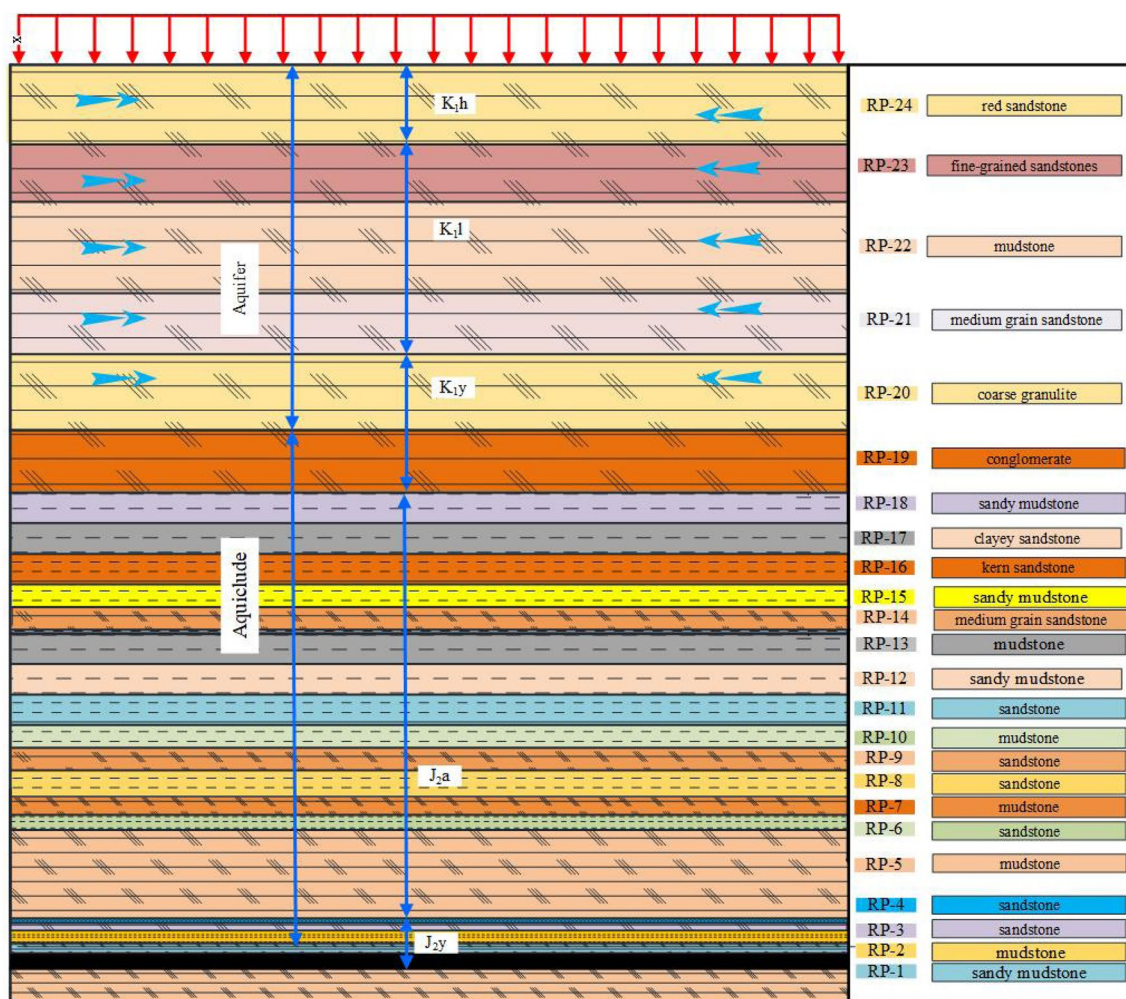 x
K₁h
K₁l
K₁y
J₂a
J₂y
Aquifer
Aquiclude
RP-24 red sandstone
RP-23 fine-grained sandstones
RP-22 mudstone
RP-21 medium grain sandstone
RP-20 coarse granulite
RP-19 conglomerate
RP-18 sandy mudstone
RP-17 clayey sandstone
RP-16 kern sandstone
RP-15 sandy mudstone
RP-14 medium grain sandstone
RP-13 mudstone
RP-12 sandy mudstone
RP-11 sandstone
RP-10 mudstone
RP-9 sandstone
RP-8 sandstone
RP-7 mudstone
RP-6 sandstone
RP-5 mudstone
RP-4 sandstone
RP-3 sandstone
RP-2 mudstone
RP-1 sandy mudstone